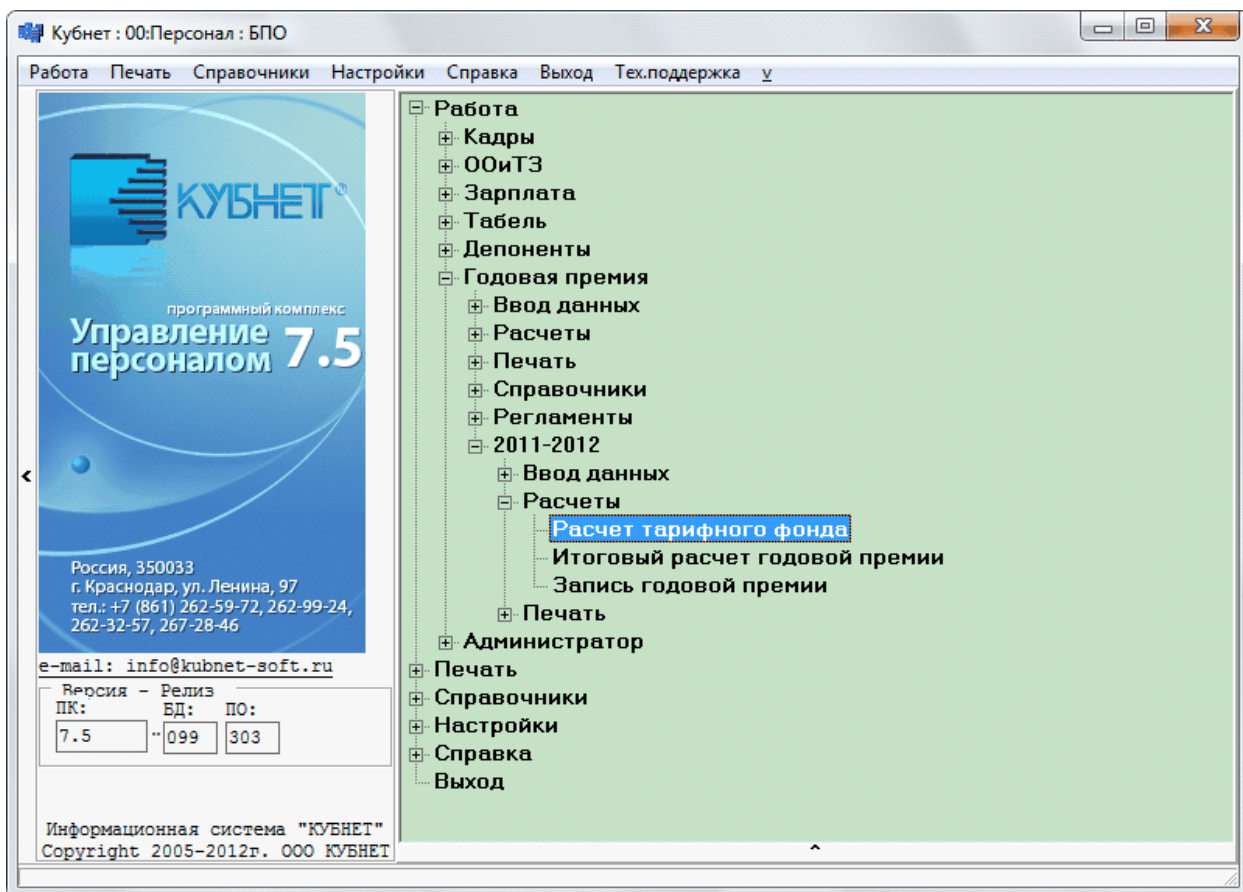 Кубнет : 00:Персонал : БПО
Работа Печать Справочники Настройки Справка Выход Тех.поддержка v
КУБНЕТ®
программный комплекс
Управление
персоналом 7.5
Россия, 350033
г. Краснодар, ул. Ленина, 97
тел.: +7 (861) 262-59-72, 262-99-24,
262-32-57, 267-28-46
e-mail: info@kubnet-soft.ru
Версия - Релиз
ПК: БД: ПО:
7.5 099 303
Информационная система "КУБНЕТ"
Copyright 2005-2012г. ООО КУБНЕТ
Работа
Кадры
ООиТЗ
Зарплата
Табель
Депоненты
Годовая премия
Ввод данных
Расчеты
Печать
Справочники
Регламенты
2011-2012
Ввод данных
Расчеты
Расчет тарифного фонда
Итоговый расчет годовой премии
Запись годовой премии
Печать
Администратор
Печать
Справочники
Настройки
Справка
Выход